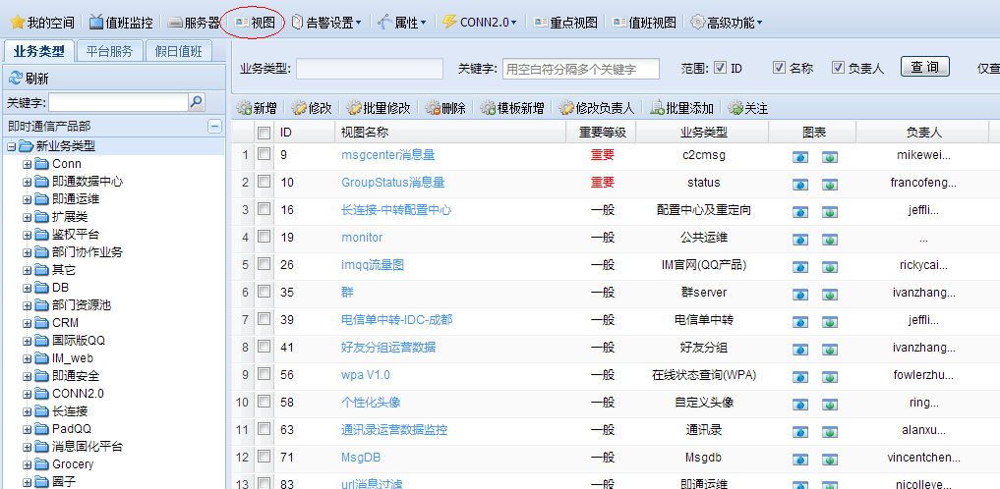 我的空间 值班监控 服务器 视图 告警设置 属性 CONN2.0 重点视图 值班视图 高级功能
业务类型 平台服务 假日值班
刷新
关键字:
即时通信产品部
新业务类型
Conn
即通数据中心
即通运维
扩展类
鉴权平台
部门协作业务
其它
DB
部门资源池
CRM
国际版QQ
IM_web
即通安全
CONN2.0
长连接
PadQQ
消息固化平台
Grocery
圈子
业务类型: 关键字: 用空白符分隔多个关键字 范围: ID 名称 负责人 查 询 仅查
新增 修改 批量修改 删除 模板新增 修改负责人 批量添加 关注
ID 视图名称 重要等级 业务类型 图表 负责人
1 9 msgcenter消息量 重要 c2cmsg mikewei...
2 10 GroupStatus消息量 重要 status francofeng...
3 16 长连接-中转配置中心 一般 配置中心及重定向 jeffli...
4 19 monitor 一般 公共运维 ...
5 26 imqq流量图 一般 IM官网(QQ产品) rickycai...
6 35 群 一般 群server ivanzhang...
7 39 电信单中转-IDC-成都 一般 电信单中转 jeffli...
8 41 好友分组运营数据 一般 好友分组 ivanzhang...
9 56 wpa V1.0 一般 在线状态查询(WPA) fowlerzhu...
10 58 个性化头像 一般 自定义头像 ring...
11 63 通讯录运营数据监控 一般 通讯录 alanxu...
12 71 MsgDB 一般 Msgdb vincentchen...
13 83 url消息过滤 一般 即通运维 nicolleve...